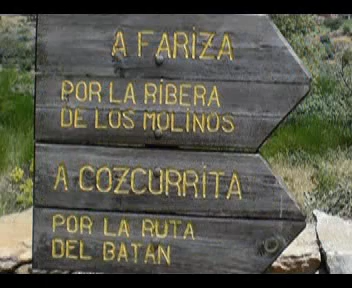 A FARIZA
POR LA RIBERA
DE LOS MOLINOS
A COZCURRITA
POR LA RUTA
DEL BATAN